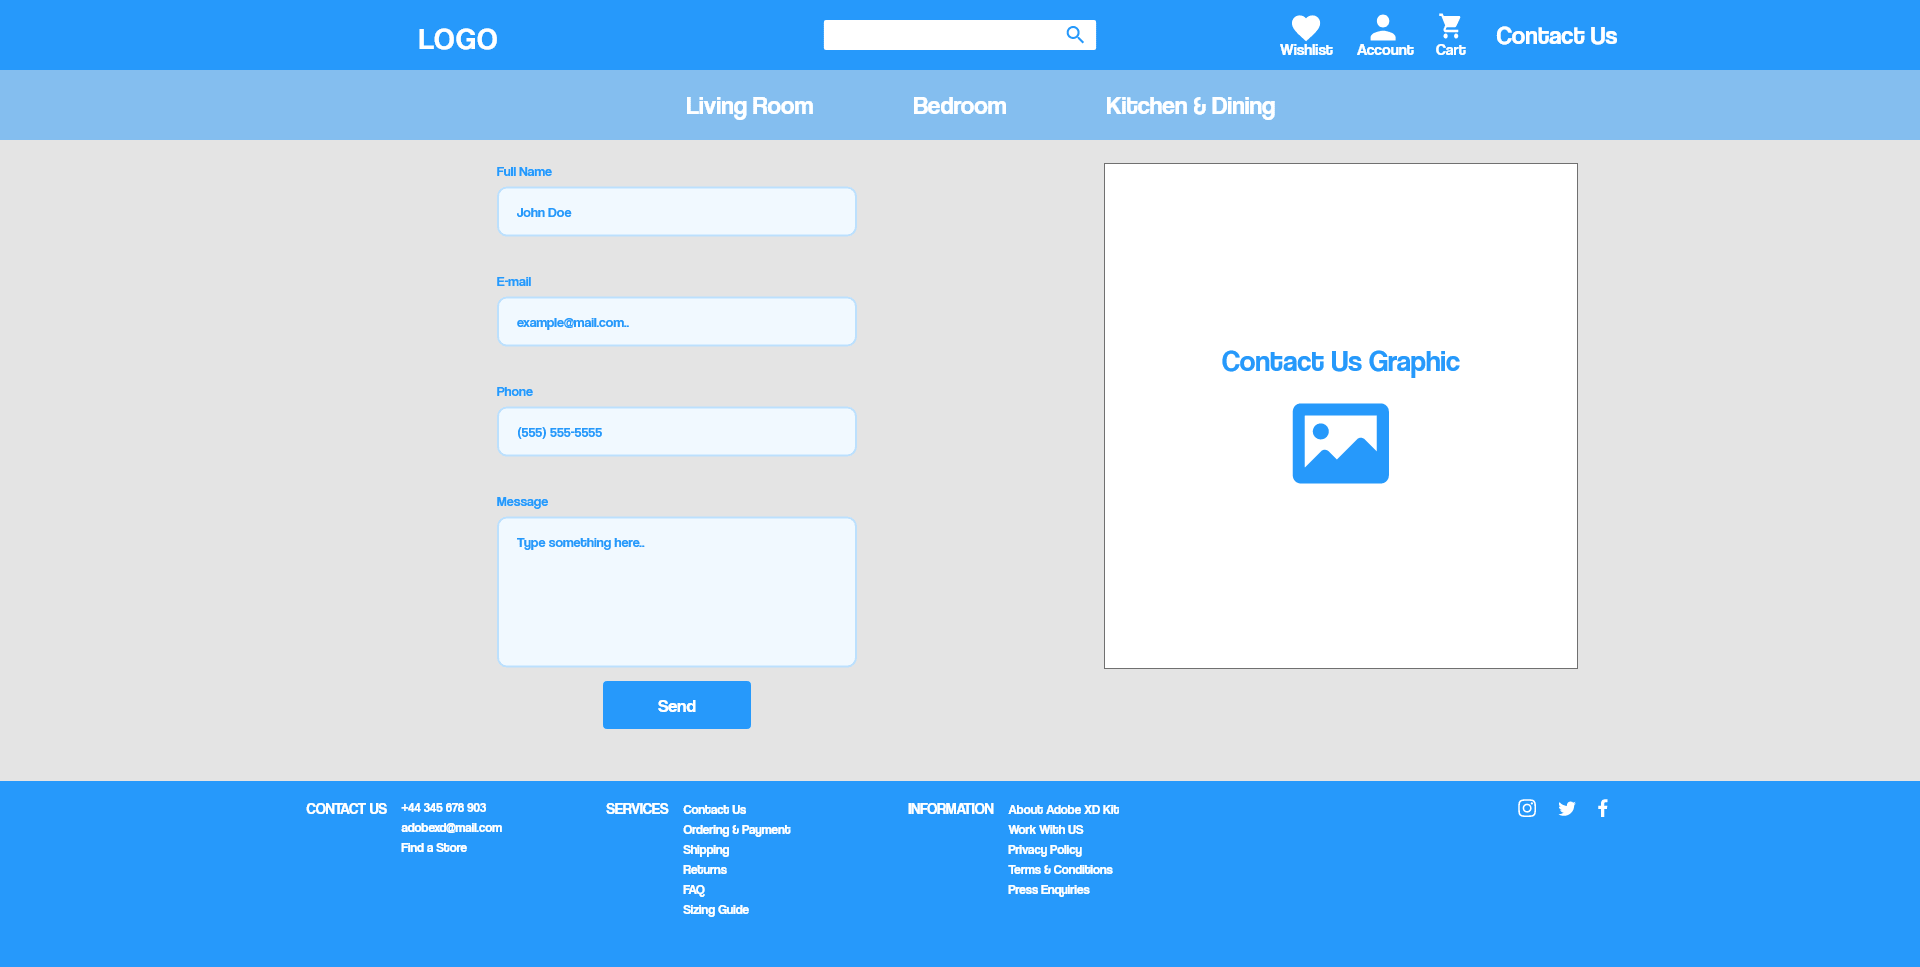 LOGO
Wishlist
Account
Cart
Contact Us
Living Room
Bedroom
Kitchen & Dining
Full Name
John Doe
E-mail
example@mail.com..
Phone
(555) 555-5555
Message
Type something here..
Send
Contact Us Graphic
CONTACT US
+44 345 678 903
adobexd@mail.com
Find a Store
SERVICES
Contact Us
Ordering & Payment
Shipping
Returns
FAQ
Sizing Guide
INFORMATION
About Adobe XD Kit
Work With US
Privacy Policy
Terms & Conditions
Press Enquiries